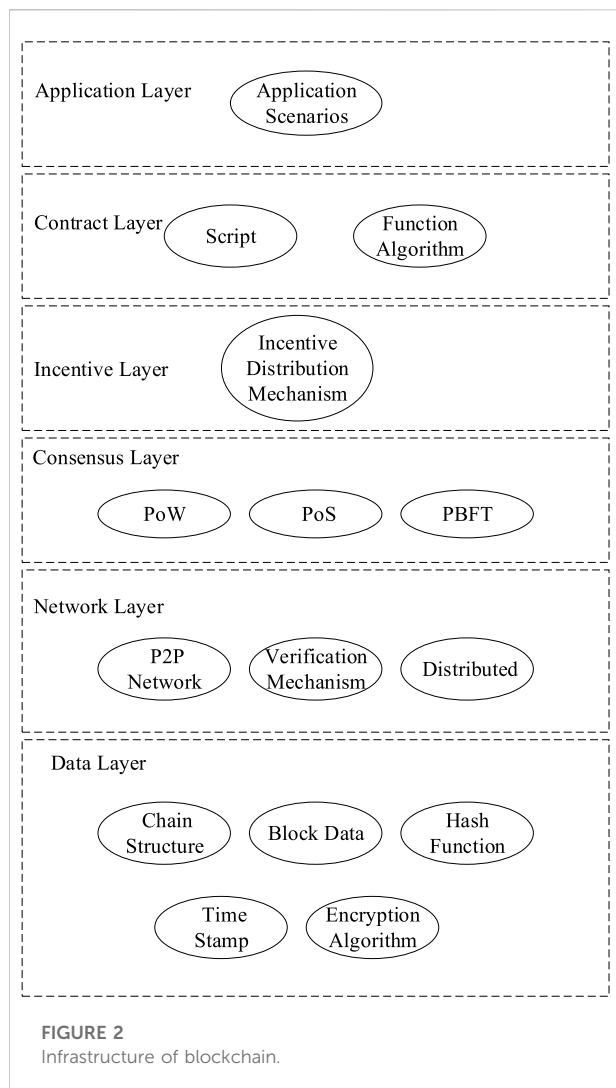 Application Layer
Application
Scenarios
Contract Layer
Script
Function
Algorithm
Incentive Layer
Incentive
Distribution
Mechanism
Consensus Layer
PoW
PoS
PBFT
Network Layer
P2P
Network
Verification
Mechanism
Distributed
Data Layer
Chain
Structure
Block Data
Hash
Function
Time
Stamp
Encryption
Algorithm
FIGURE 2
Infrastructure of blockchain.